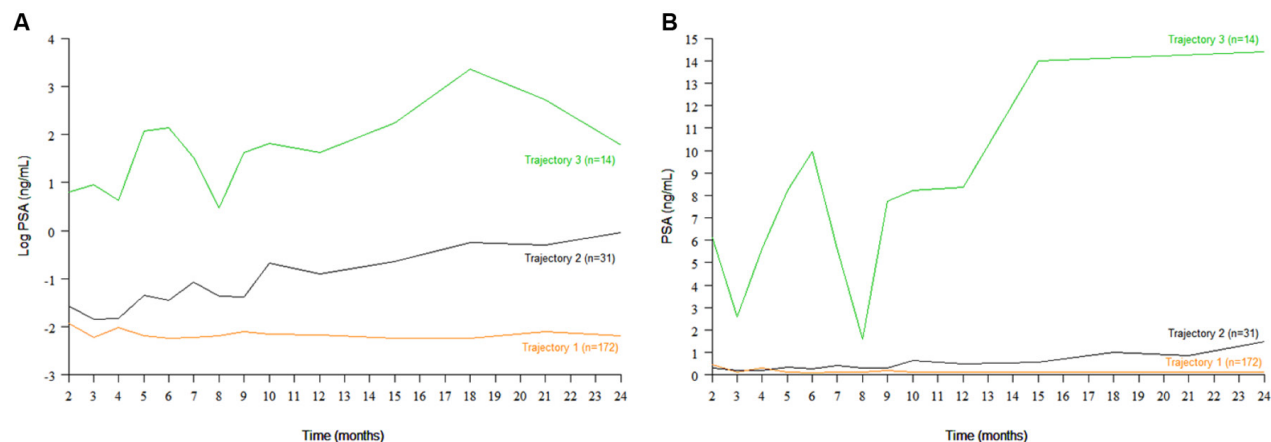 A
Log PSA (ng/mL)
4
3
2
1
0
-1
-2
-3
Trajectory 3 (n=14)
Trajectory 2 (n=31)
Trajectory 1 (n=172)
2 3 4 5 6 7 8 9 10 11 12 13 14 15 16 17 18 19 20 21 22 23 24
Time (months)
B
PSA (ng/mL)
15
14
13
12
11
10
9
8
7
6
5
4
3
2
1
0
Trajectory 3 (n=14)
Trajectory 2 (n=31)
Trajectory 1 (n=172)
2 3 4 5 6 7 8 9 10 11 12 13 14 15 16 17 18 19 20 21 22 23 24
Time (months)